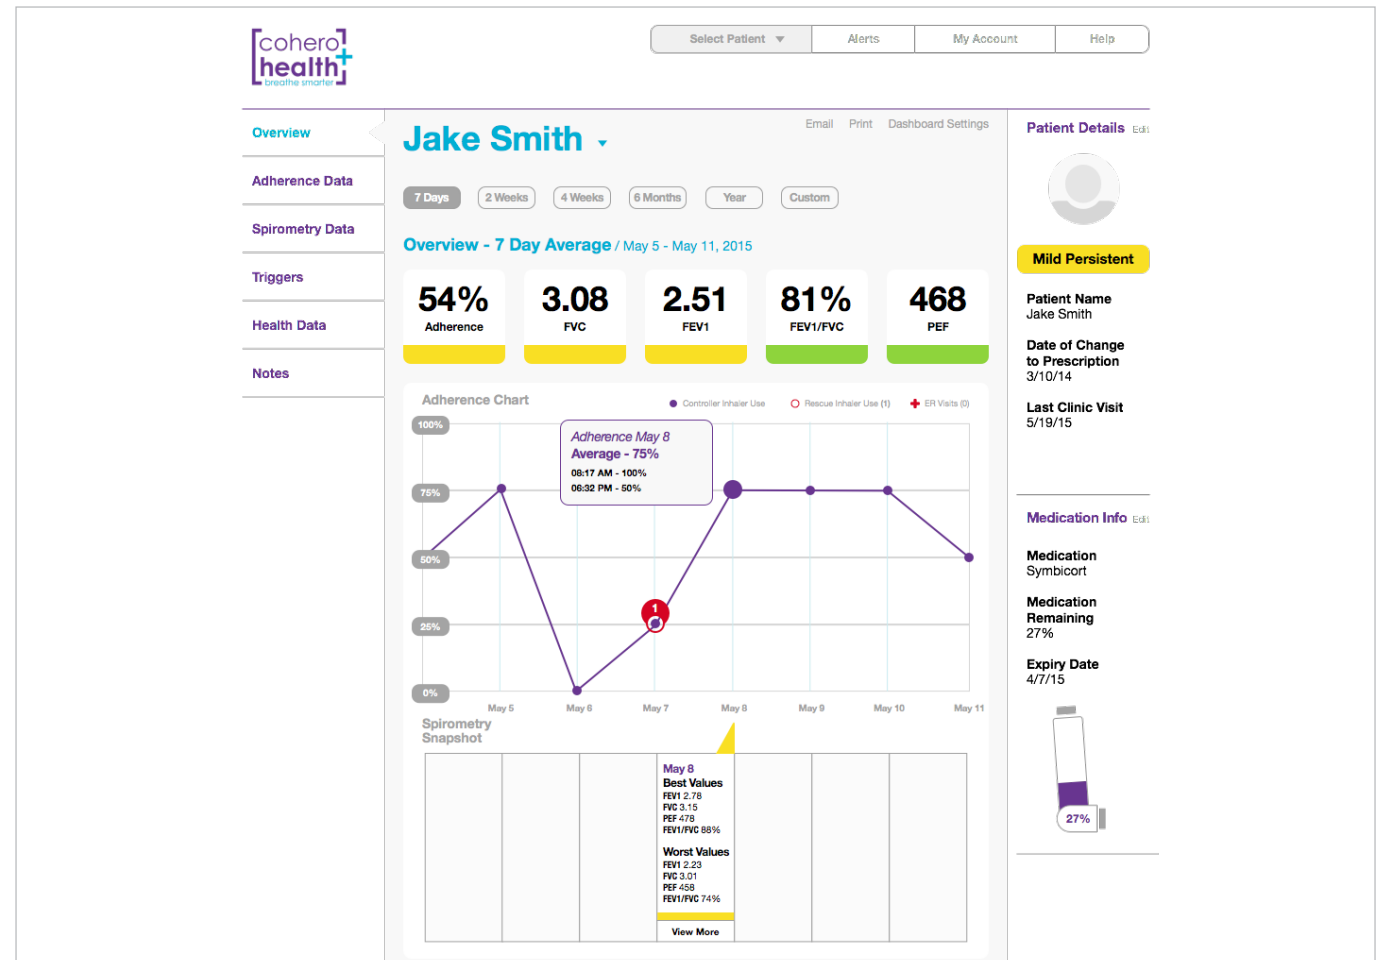 cohero
health+
breathe smarter
Select Patient ▼
Alerts
My Account
Help
Overview
Adherence Data
Spirometry Data
Triggers
Health Data
Notes
Jake Smith
Email
Print
Dashboard Settings
7 Days
2 Weeks
4 Weeks
6 Months
Year
Custom
Overview - 7 Day Average / May 5 - May 11, 2015
54%
Adherence
3.08
FVC
2.51
FEV1
81%
FEV1/FVC
468
PEF
Adherence Chart
Controller Inhaler Use
Rescue Inhaler Use (1)
ER Visits (0)
100%
75%
50%
25%
0%
Adherence May 8
Average - 75%
08:17 AM - 100%
06:32 PM - 50%
1
May 5
May 6
May 7
May 8
May 9
May 10
May 11
Spirometry
Snapshot
May 8
Best Values
FEV1 2.78
FVC 3.15
PEF 478
FEV1/FVC 88%
Worst Values
FEV1 2.23
FVC 3.01
PEF 458
FEV1/FVC 74%
View More
Patient Details Edit
Mild Persistent
Patient Name
Jake Smith
Date of Change
to Prescription
3/10/14
Last Clinic Visit
5/19/15
Medication Info Edit
Medication
Symbicort
Medication
Remaining
27%
Expiry Date
4/7/15
27%